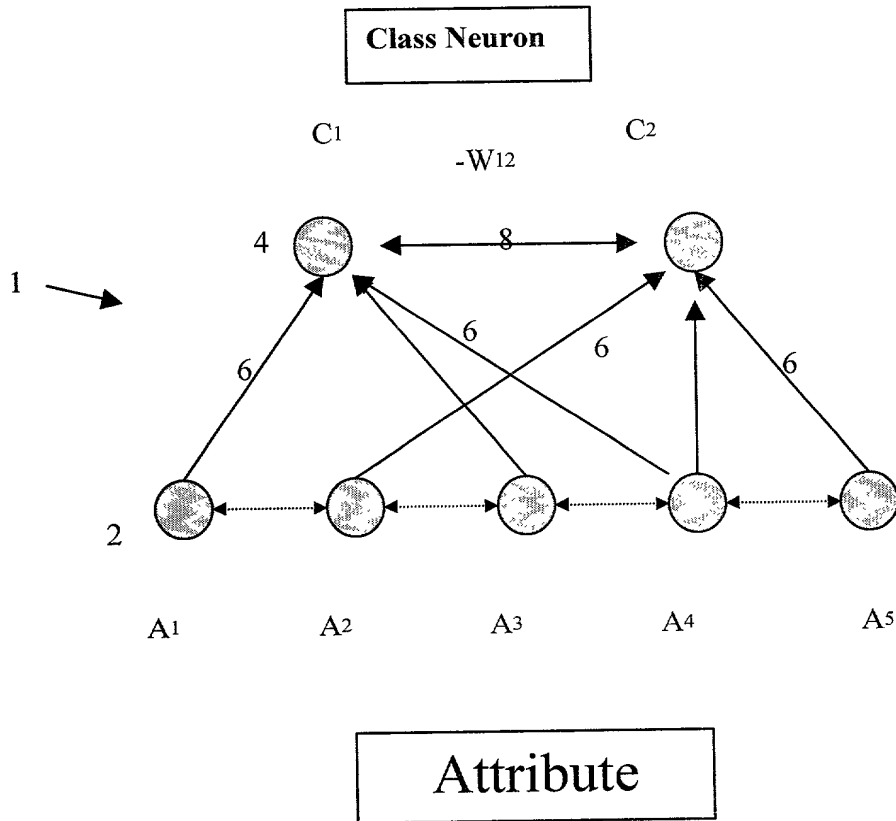 Class Neuron
C1 C2
-W12
4 8
1
6 6 6 6
2
A1 A2 A3 A4 A5
Attribute